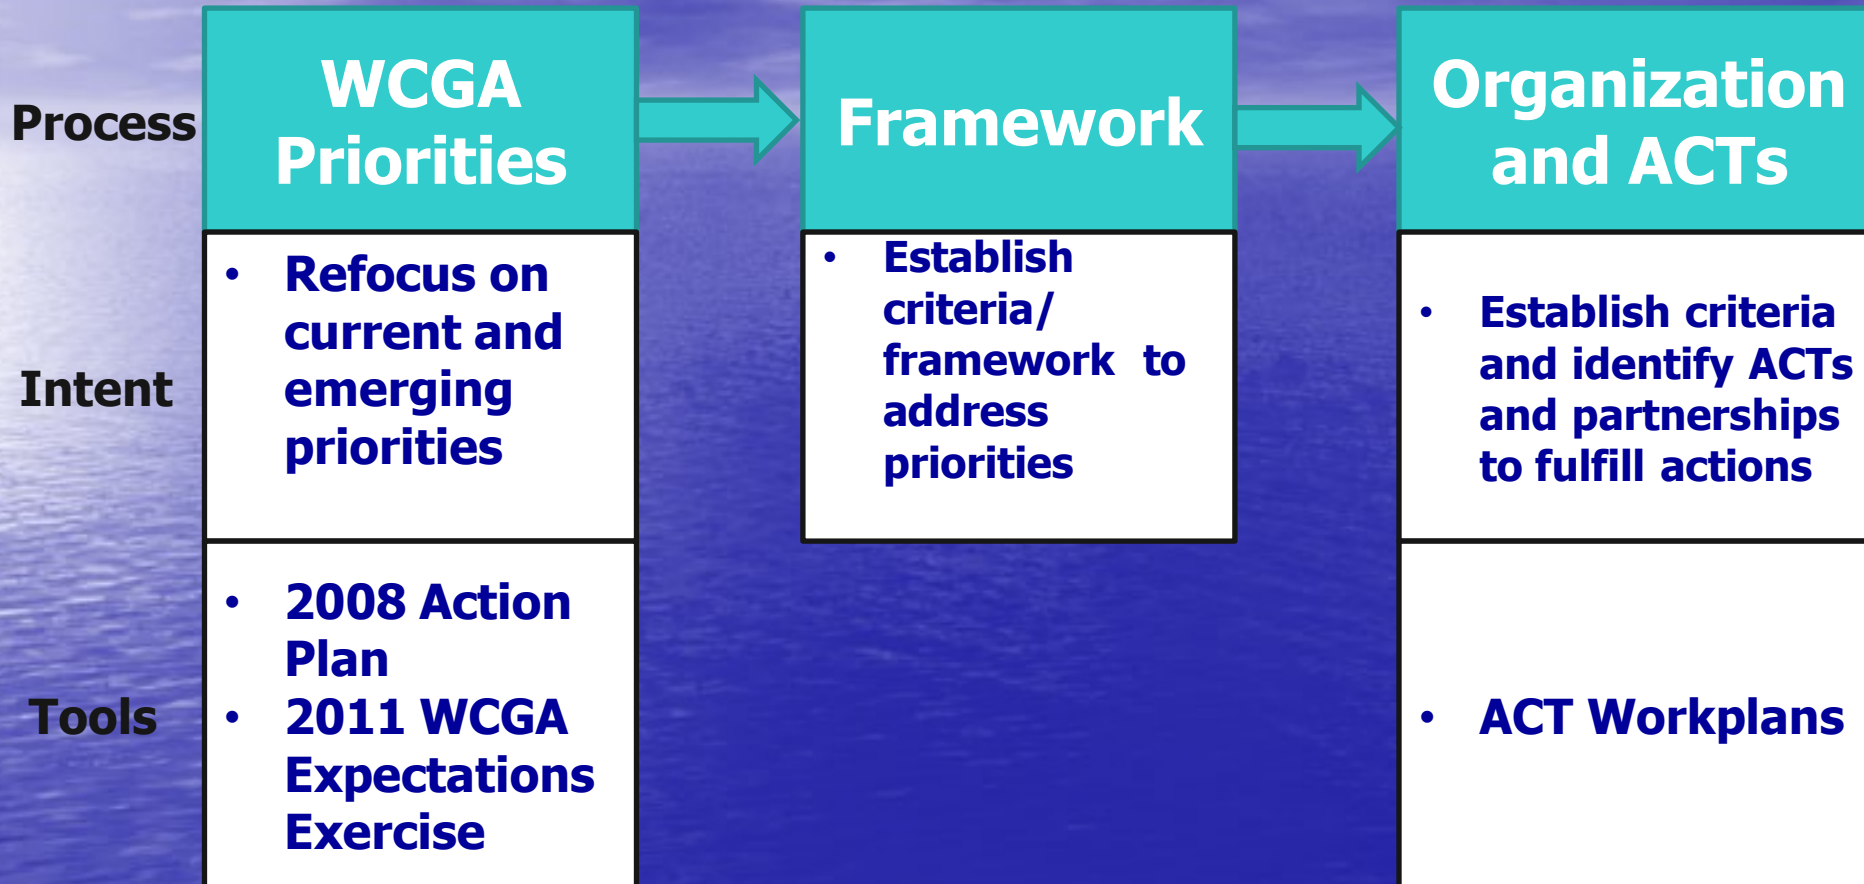 Process
WCGA
Priorities
Framework
Organization
and ACTs
Intent
• Refocus on
current and
emerging
priorities
• Establish
criteria/
framework to
address
priorities
• Establish criteria
and identify ACTs
and partnerships
to fulfill actions
Tools
• 2008 Action
Plan
• 2011 WCGA
Expectations
Exercise
• ACT Workplans